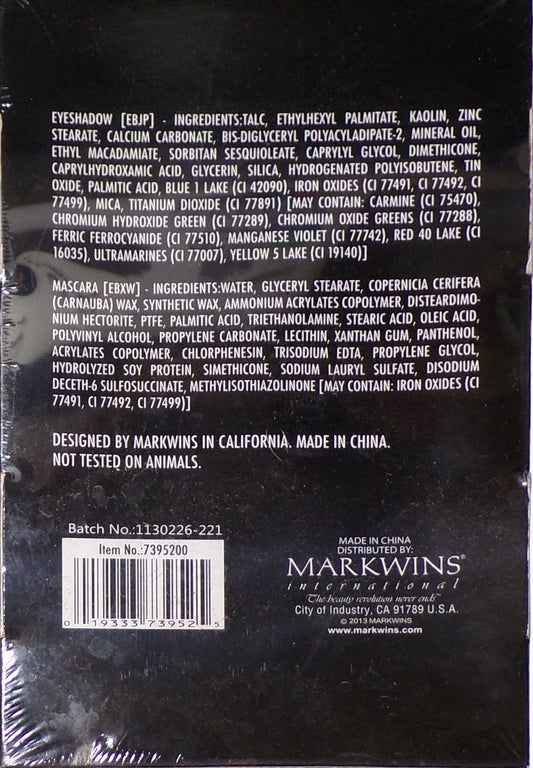 EYESHADOW [EBJP] - INGREDIENTS:TALC, ETHYLHEXYL PALMITATE, KAOLIN, ZINC
STEARATE, CALCIUM CARBONATE, BIS-DIGLYCERYL POLYACYLADIPATE-2, MINERAL OIL,
ETHYL MACADAMIATE, SORBITAN SESQUIOLEATE, CAPRYLYL GLYCOL, DIMETHICONE,
CAPRYLHYDROXAMIC ACID, GLYCERIN, SILICA, HYDROGENATED POLYISOBUTENE, TIN
OXIDE, PALMITIC ACID, BLUE 1 LAKE (CI 42090), IRON OXIDES (CI 77491, CI 77492, CI
77499), MICA, TITANIUM DIOXIDE (CI 77891) [MAY CONTAIN: CARMINE (CI 75470),
CHROMIUM HYDROXIDE GREEN (CI 77289), CHROMIUM OXIDE GREENS (CI 77288),
FERRIC FERROCYANIDE (CI 77510), MANGANESE VIOLET (CI 77742), RED 40 LAKE (CI
16035), ULTRAMARINES (CI 77007), YELLOW 5 LAKE (CI 19140)]
MASCARA [EBXW] - INGREDIENTS:WATER, GLYCERYL STEARATE, COPERNICIA CERIFERA
(CARNAUBA) WAX, SYNTHETIC WAX, AMMONIUM ACRYLATES COPOLYMER, DISTEARDIMO-
NIUM HECTORITE, PTFE, PALMITIC ACID, TRIETHANOLAMINE, STEARIC ACID, OLEIC ACID,
POLYVINYL ALCOHOL, PROPYLENE CARBONATE, LECITHIN, XANTHAN GUM, PANTHENOL,
ACRYLATES COPOLYMER, CHLORPHENESIN, TRISODIUM EDTA, PROPYLENE GLYCOL,
HYDROLYZED SOY PROTEIN, SIMETHICONE, SODIUM LAURYL SULFATE, DISODIUM
DECETH-6 SULFOSUCCINATE, METHYLISOTHIAZOLINONE [MAY CONTAIN: IRON OXIDES (CI
77491, CI 77492, CI 77499)]
DESIGNED BY MARKWINS IN CALIFORNIA. MADE IN CHINA.
NOT TESTED ON ANIMALS.
Batch No.:1130226-221
Item No.:7395200
0 19333 73952 5
MADE IN CHINA
DISTRIBUTED BY:
MARKWINS®
international
"The beauty revolution never ends"
City of Industry, CA 91789 U.S.A.
© 2013 MARKWINS
www.markwins.com